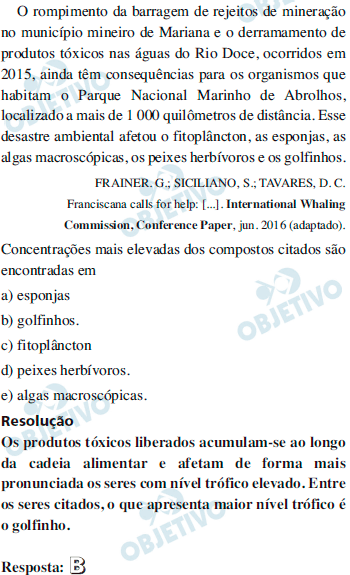 O rompimento da barragem de rejeitos de mineração
no município mineiro de Mariana e o derramamento de
produtos tóxicos nas águas do Rio Doce, ocorridos em
2015, ainda têm consequências para os organismos que
habitam o Parque Nacional Marinho de Abrolhos,
localizado a mais de 1 000 quilômetros de distância. Esse
desastre ambiental afetou o fitoplâncton, as esponjas, as
algas macroscópicas, os peixes herbívoros e os golfinhos.
FRAINER. G.; SICILIANO, S.; TAVARES, D. C.
Franciscana calls for help: [...]. International Whaling
Commission, Conference Paper, jun. 2016 (adaptado).
Concentrações mais elevadas dos compostos citados são
encontradas em
a) esponjas
b) golfinhos.
c) fitoplâncton
d) peixes herbívoros.
e) algas macroscópicas.
Resolução
Os produtos tóxicos liberados acumulam-se ao longo
da cadeia alimentar e afetam de forma mais
pronunciada os seres com nível trófico elevado. Entre
os seres citados, o que apresenta maior nível trófico é
o golfinho.
Resposta: B
OBJETIVO
OBJETIVO
OBJETIVO
OBJETIVO
OBJETIVO
OBJETIVO